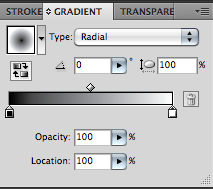 STROKE GRADIENT TRANSPARE
Type: Radial
0 ° 100 %
Opacity: 100 %
Location: 100 %